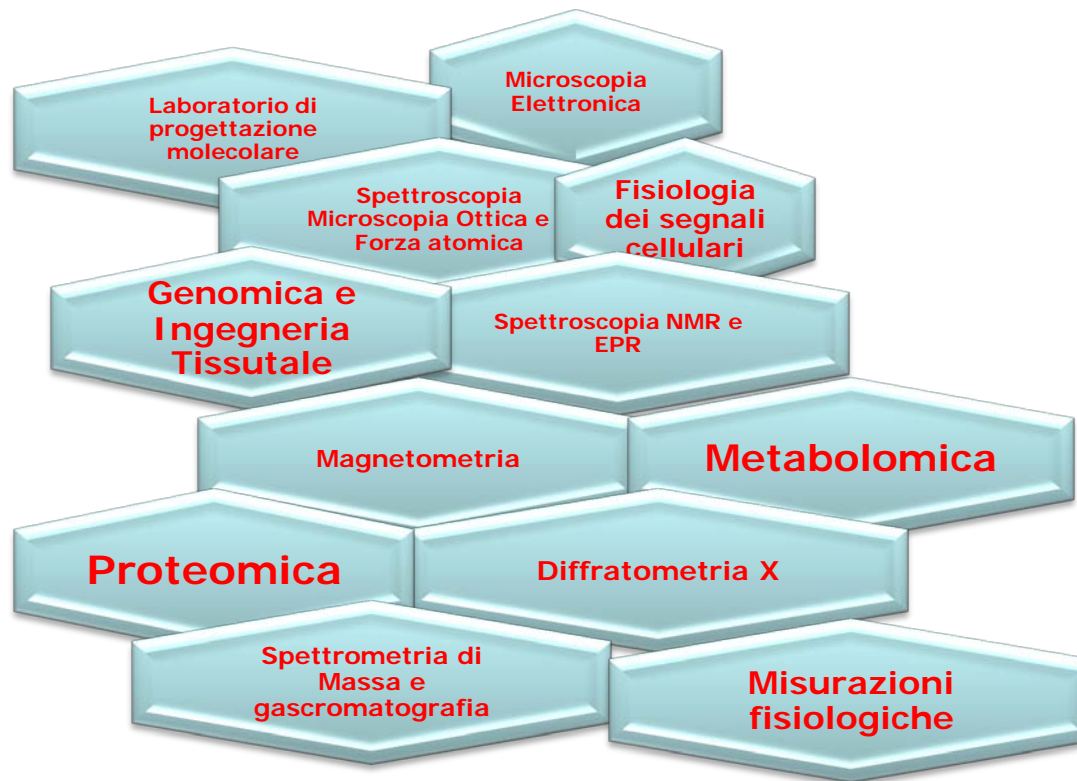 Laboratorio di
progettazione
molecolare
Microscopia
Elettronica
Spettroscopia
Microscopia Ottica e
Forza atomica
Fisiologia
dei segnali
cellulari
Genomica e
Ingegneria
Tissutale
Spettroscopia NMR e
EPR
Magnetometria
Metabolomica
Proteomica
Diffratometria X
Spettrometria di
Massa e
gascromatografia
Misurazioni
fisiologiche